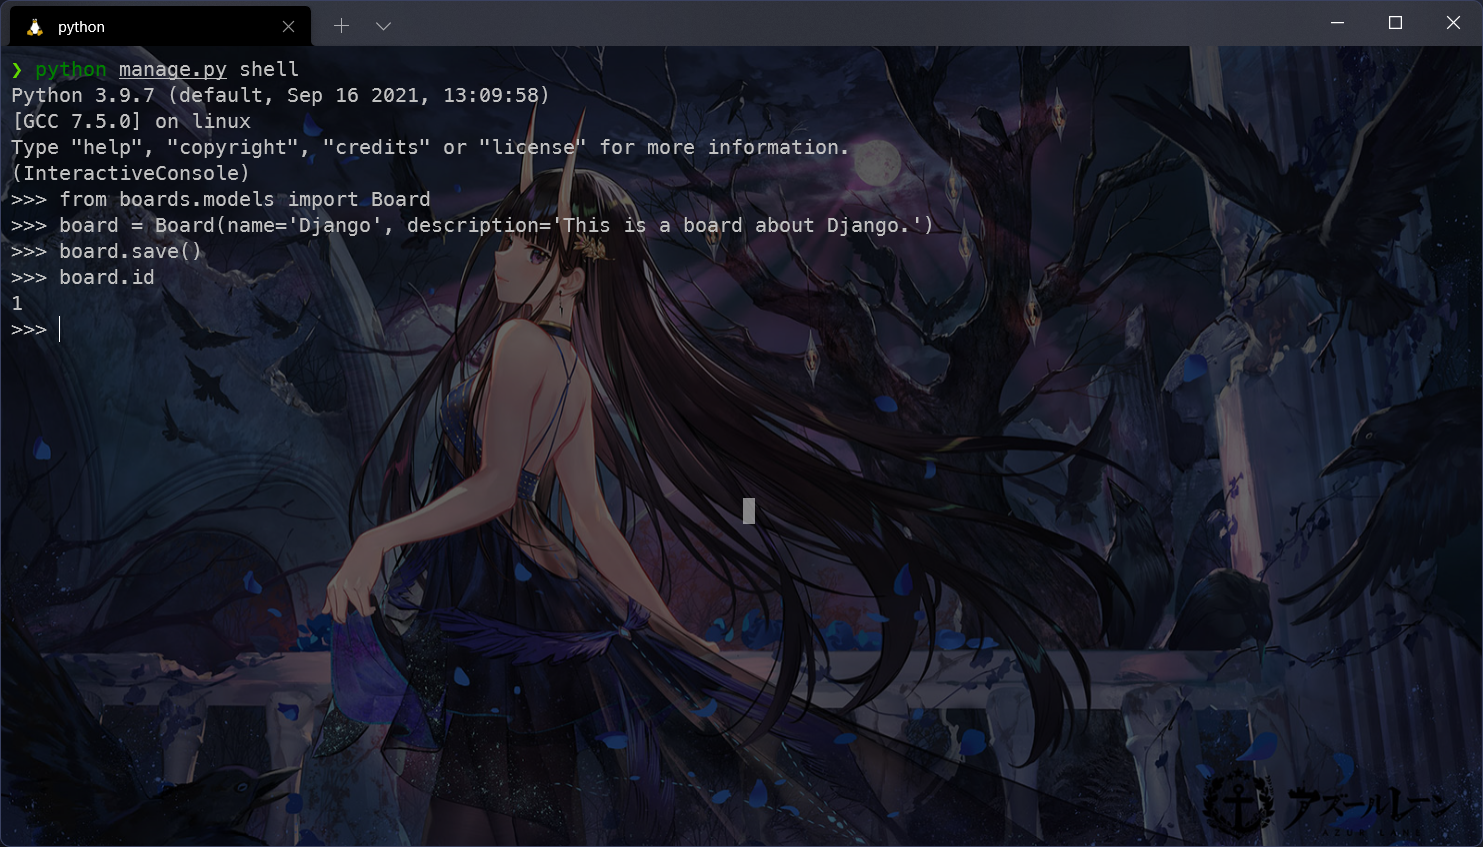 python
❯ python manage.py shell
Python 3.9.7 (default, Sep 16 2021, 13:09:58)
[GCC 7.5.0] on linux
Type "help", "copyright", "credits" or "license" for more information.
(InteractiveConsole)
>>> from boards.models import Board
>>> board = Board(name='Django', description='This is a board about Django.')
>>> board.save()
>>> board.id
1
>>>
アズールレーン
AZUR LANE